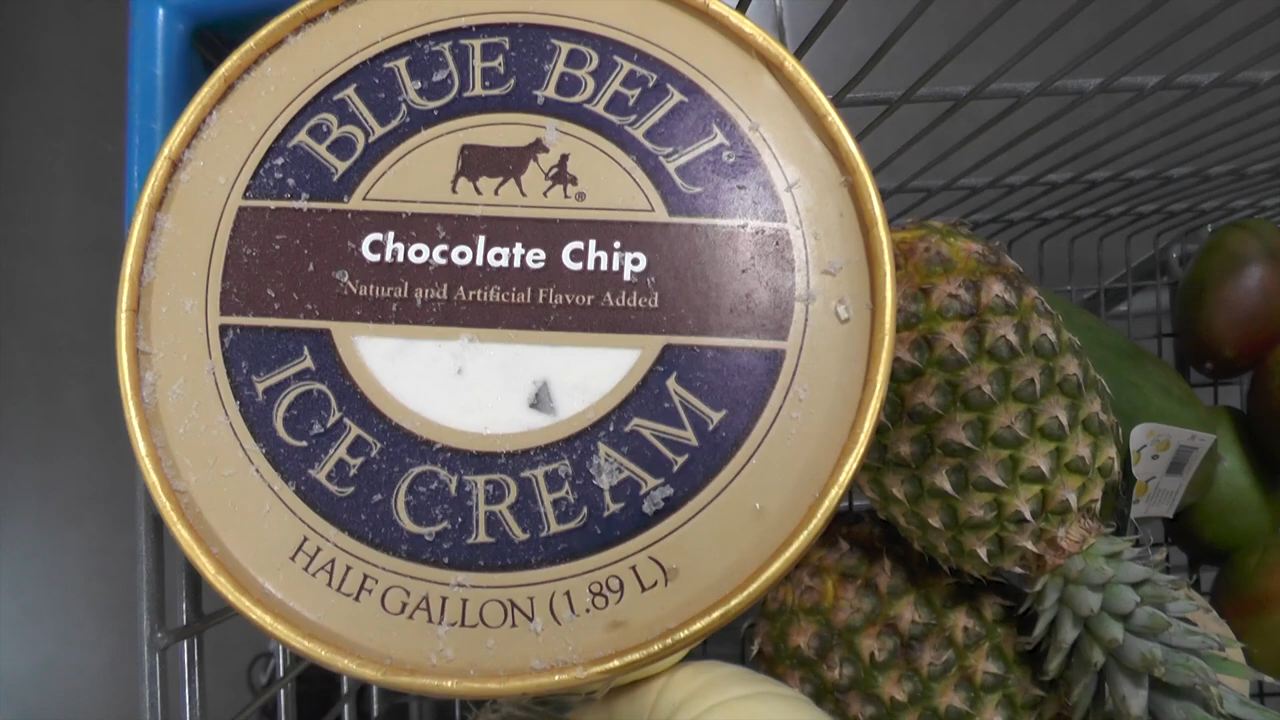 BLUE BELL®
®
Chocolate Chip
Natural and Artificial Flavor Added
ICE CREAM
HALF GALLON (1.89 L)